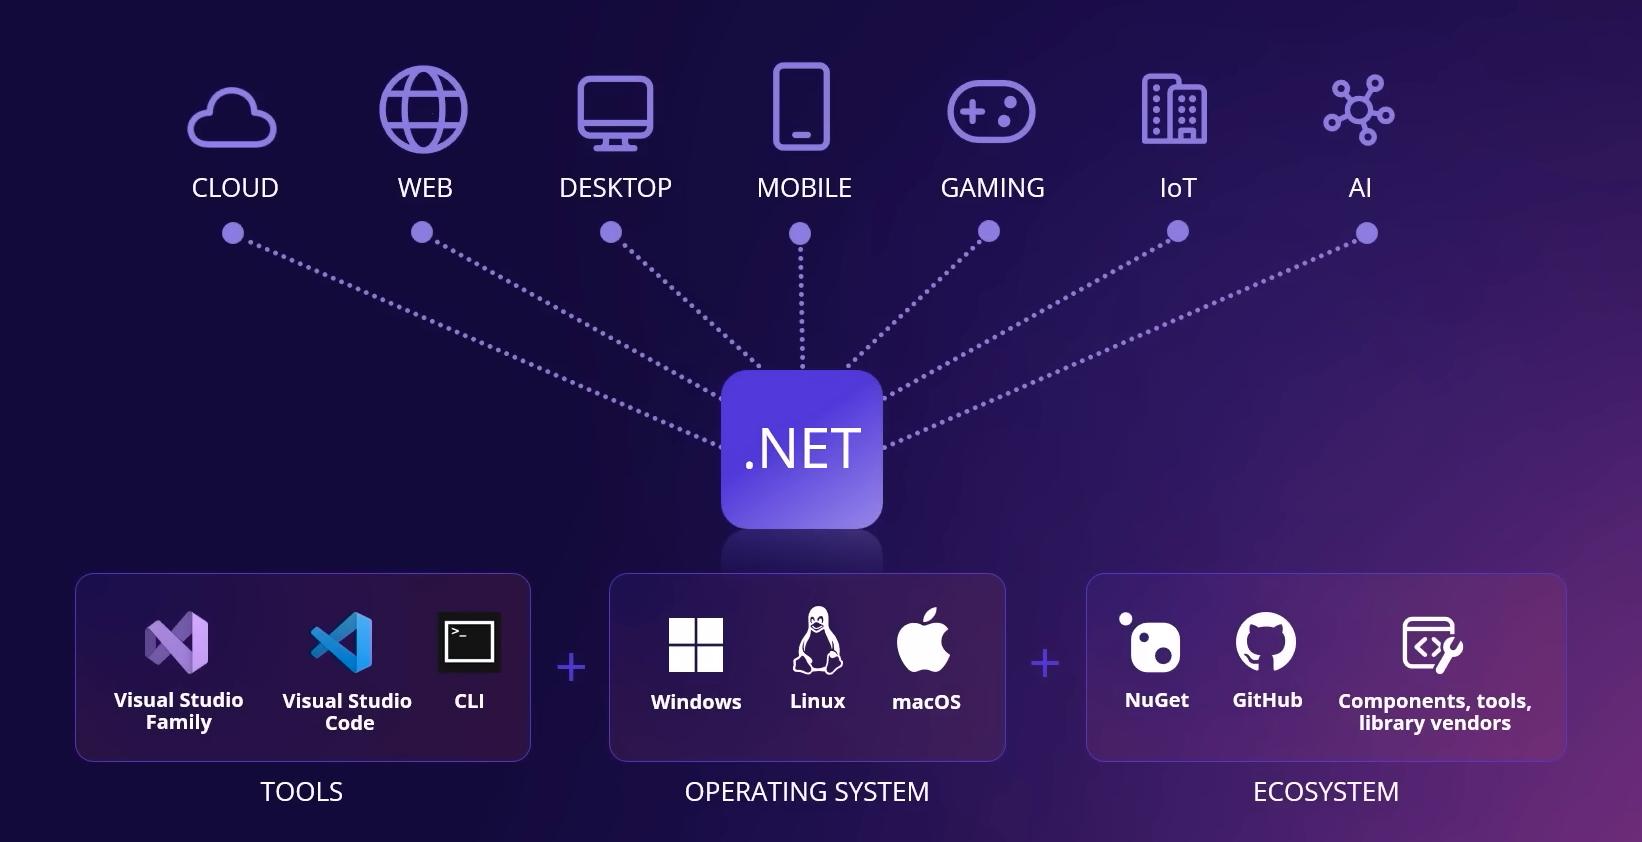 CLOUD
WEB
DESKTOP
MOBILE
GAMING
IoT
AI
.NET
Visual Studio
Family
Visual Studio
Code
>_
CLI
+
Windows
Linux
macOS
+
NuGet
GitHub
Components, tools,
library vendors
TOOLS
OPERATING SYSTEM
ECOSYSTEM